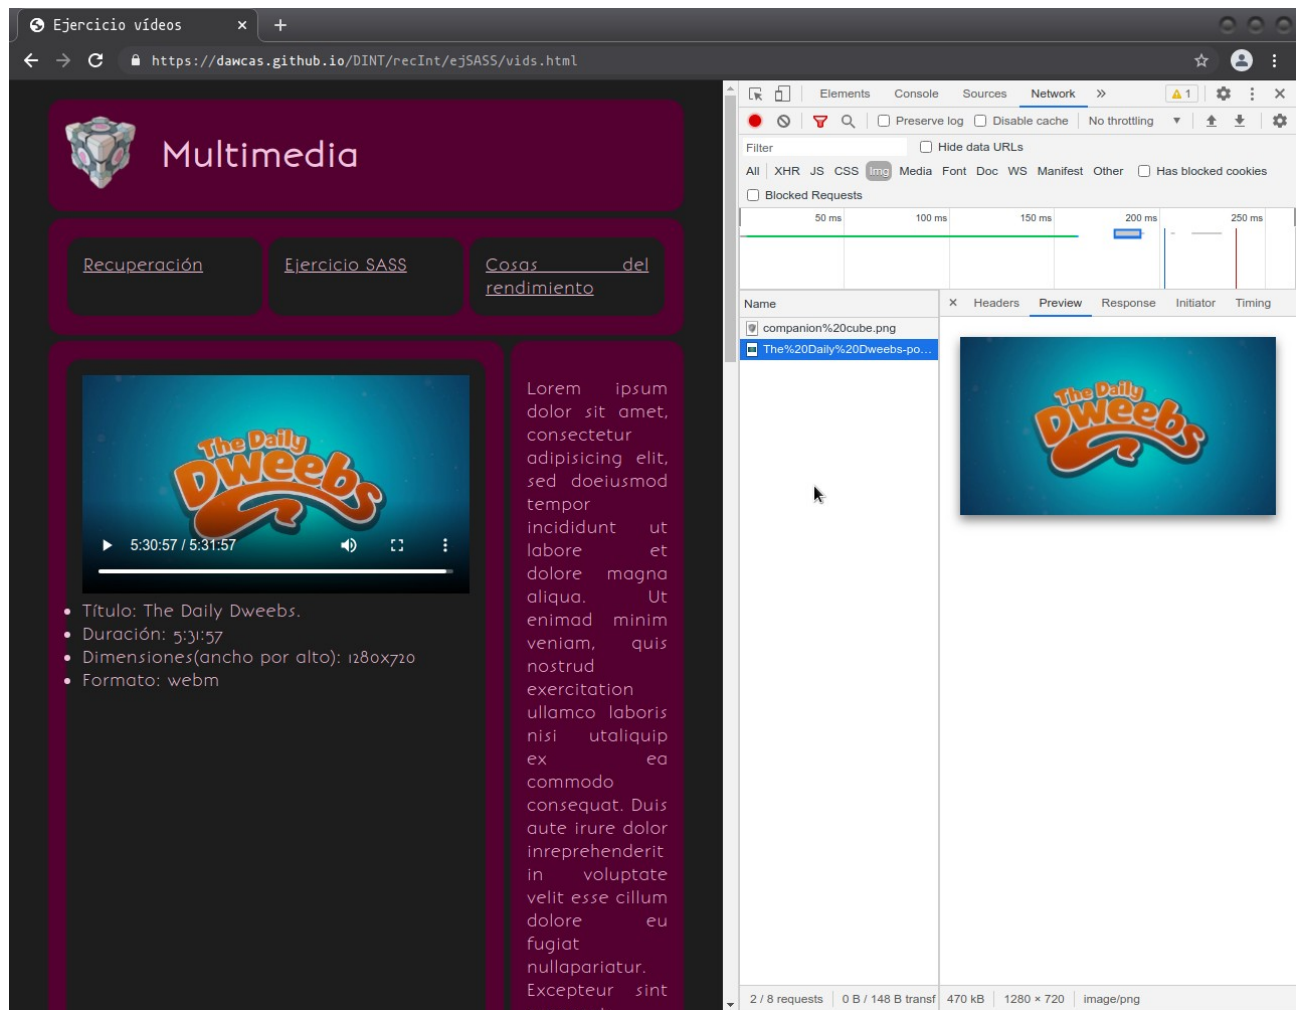 Ejercicio vídeos × +
https://dawcas.github.io/DINT/recInt/ejSASS/vids.html
Multimedia
Recuperación
Ejercicio SASS
Cosas del
rendimiento
The Daily
Dweebs
5:30:57 / 5:31:57
Título: The Daily Dweebs.
Duración: 5:31:57
Dimensiones(ancho por alto): 1280x720
Formato: webm
Lorem ipsum
dolor sit amet,
consectetur
adipisicing elit,
sed doeiusmod
tempor
incididunt ut
labore et
dolore magna
aliqua. Ut
enimad minim
veniam, quis
nostrud
exercitation
ullamco laboris
nisi utaliquip
ex ea
commodo
consequat. Duis
aute irure dolor
inreprehenderit
in voluptate
velit esse cillum
dolore eu
fugiat
nullapariatur.
Excepteur sint
Elements Console Sources Network » 1
Preserve log Disable cache No throttling
Filter Hide data URLs
All XHR JS CSS Img Media Font Doc WS Manifest Other Has blocked cookies
Blocked Requests
50 ms 100 ms 150 ms 200 ms 250 ms
Name × Headers Preview Response Initiator Timing
companion%20cube.png
The%20Daily%20Dweebs-po...
The Daily
Dweebs
2 / 8 requests 0 B / 148 B transf 470 kB 1280 × 720 image/png